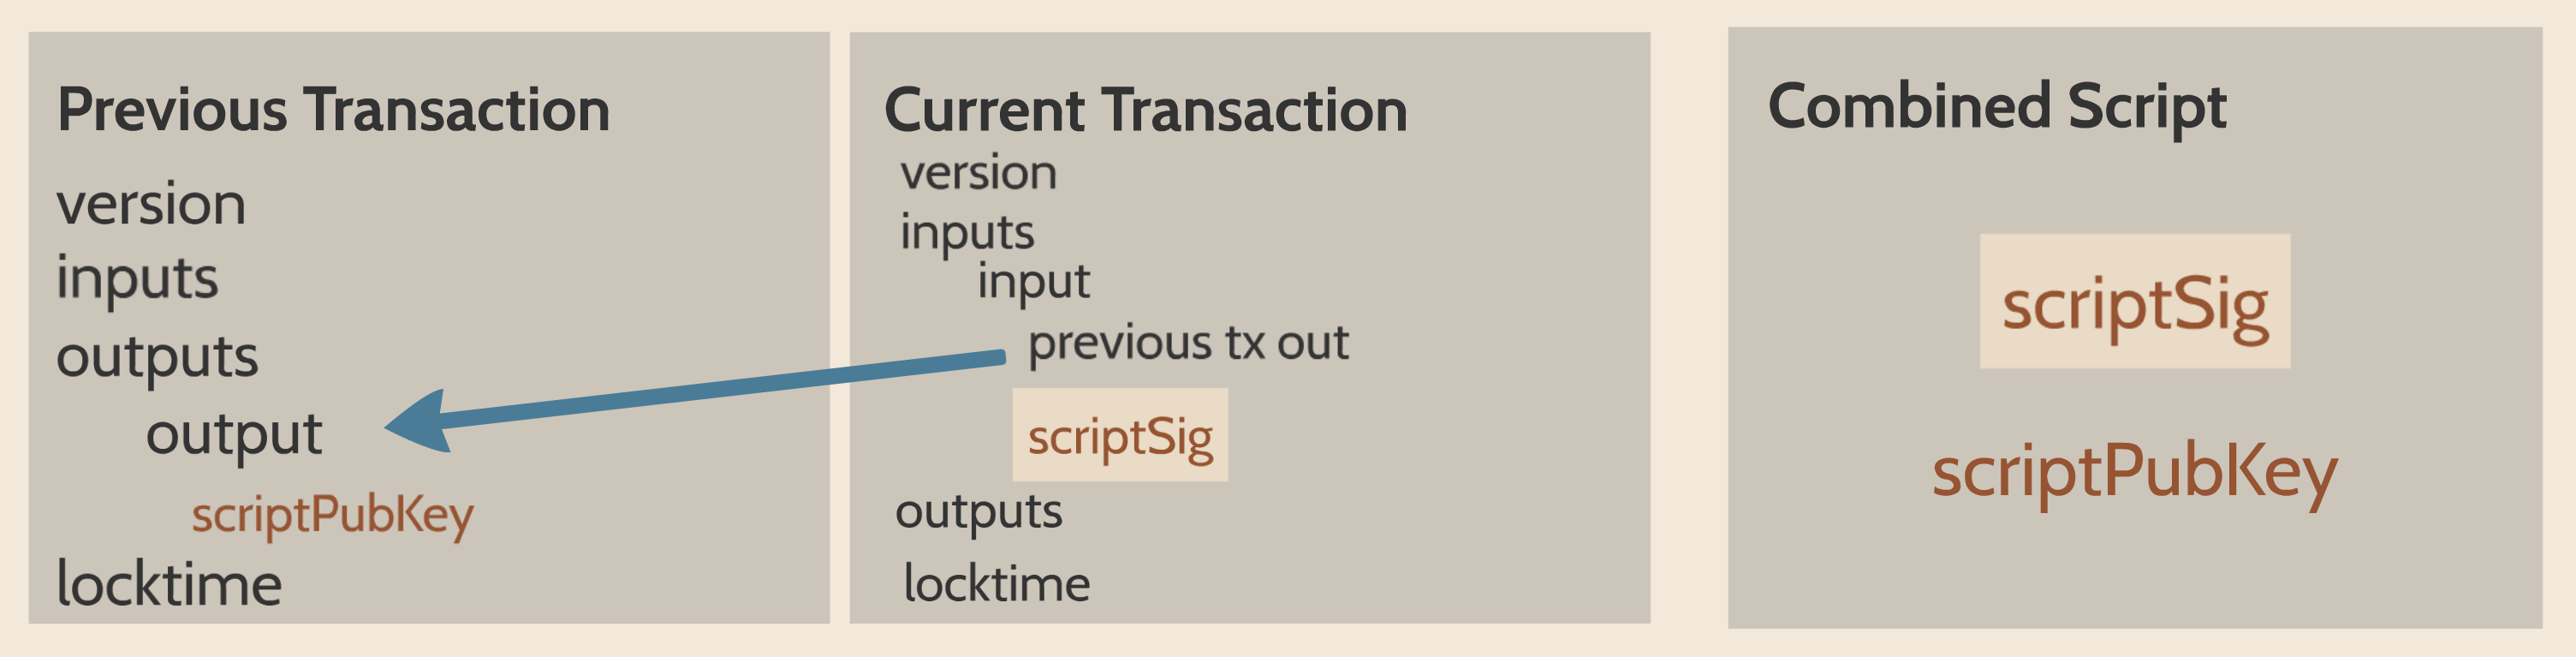 Previous Transaction
version
inputs
outputs
output
scriptPubKey
locktime
Current Transaction
version
inputs
input
previous tx out
scriptSig
outputs
locktime
Combined Script
scriptSig
scriptPubKey